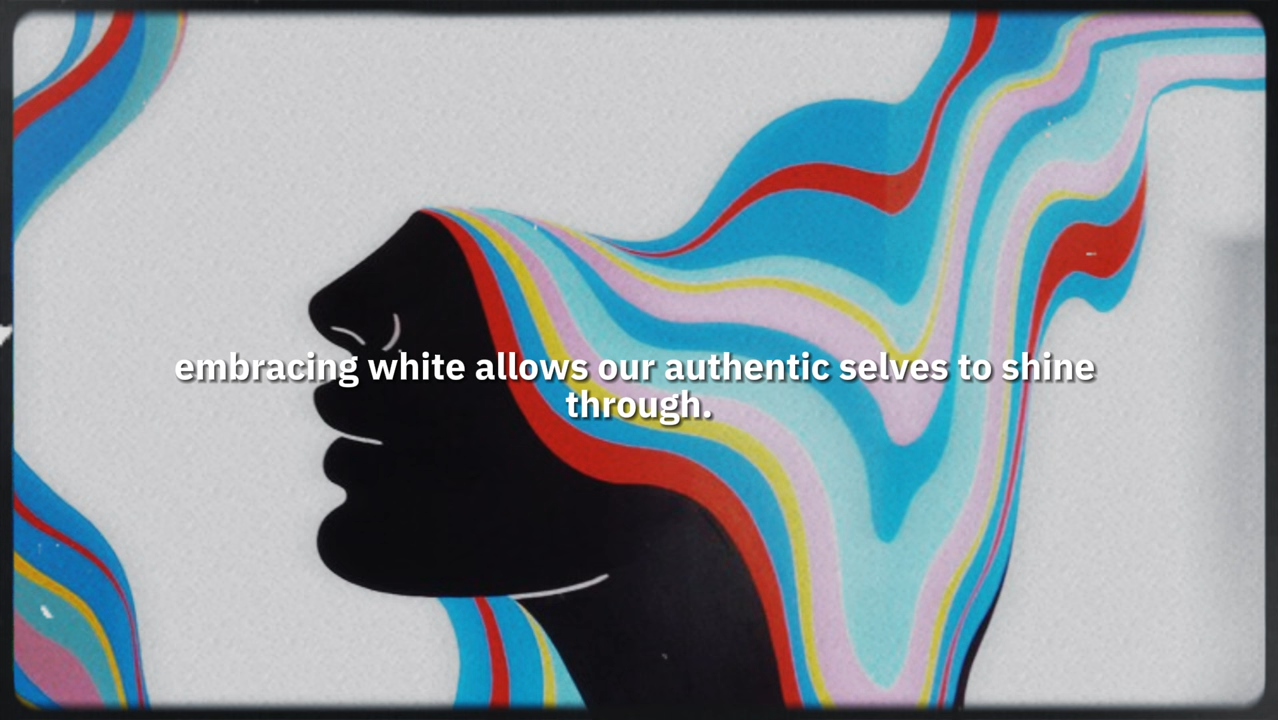 embracing white allows our authentic selves to shine
through.